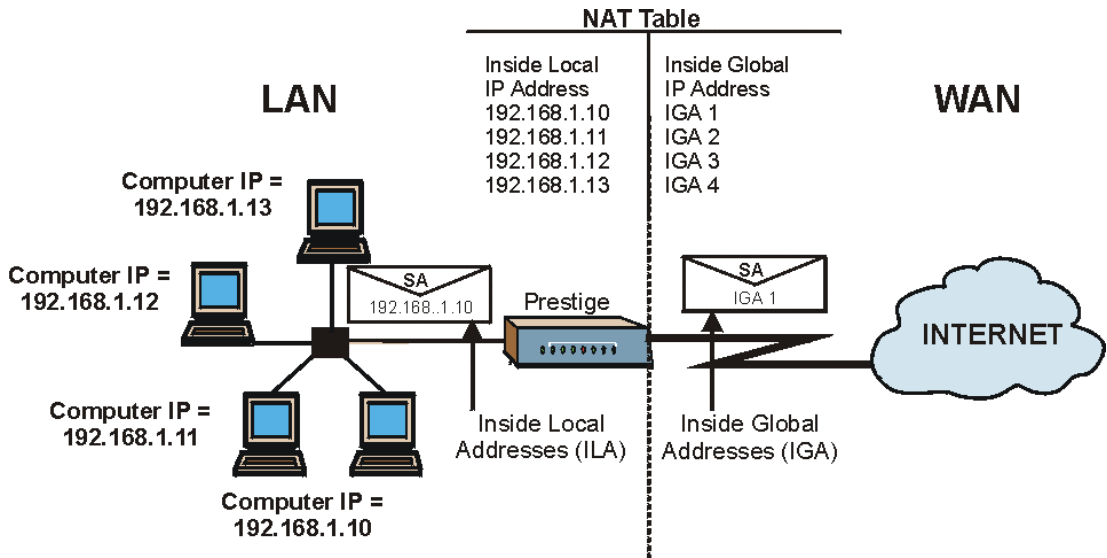 NAT Table
LAN
WAN
Inside Local
IP Address
192.168.1.10
192.168.1.11
192.168.1.12
192.168.1.13
Inside Global
IP Address
IGA 1
IGA 2
IGA 3
IGA 4
Computer IP =
192.168.1.13
Computer IP =
192.168.1.12
SA
192.168..1.10
Prestige
SA
IGA 1
INTERNET
Computer IP =
192.168.1.11
Inside Local
Addresses (ILA)
Inside Global
Addresses (IGA)
Computer IP =
192.168.1.10